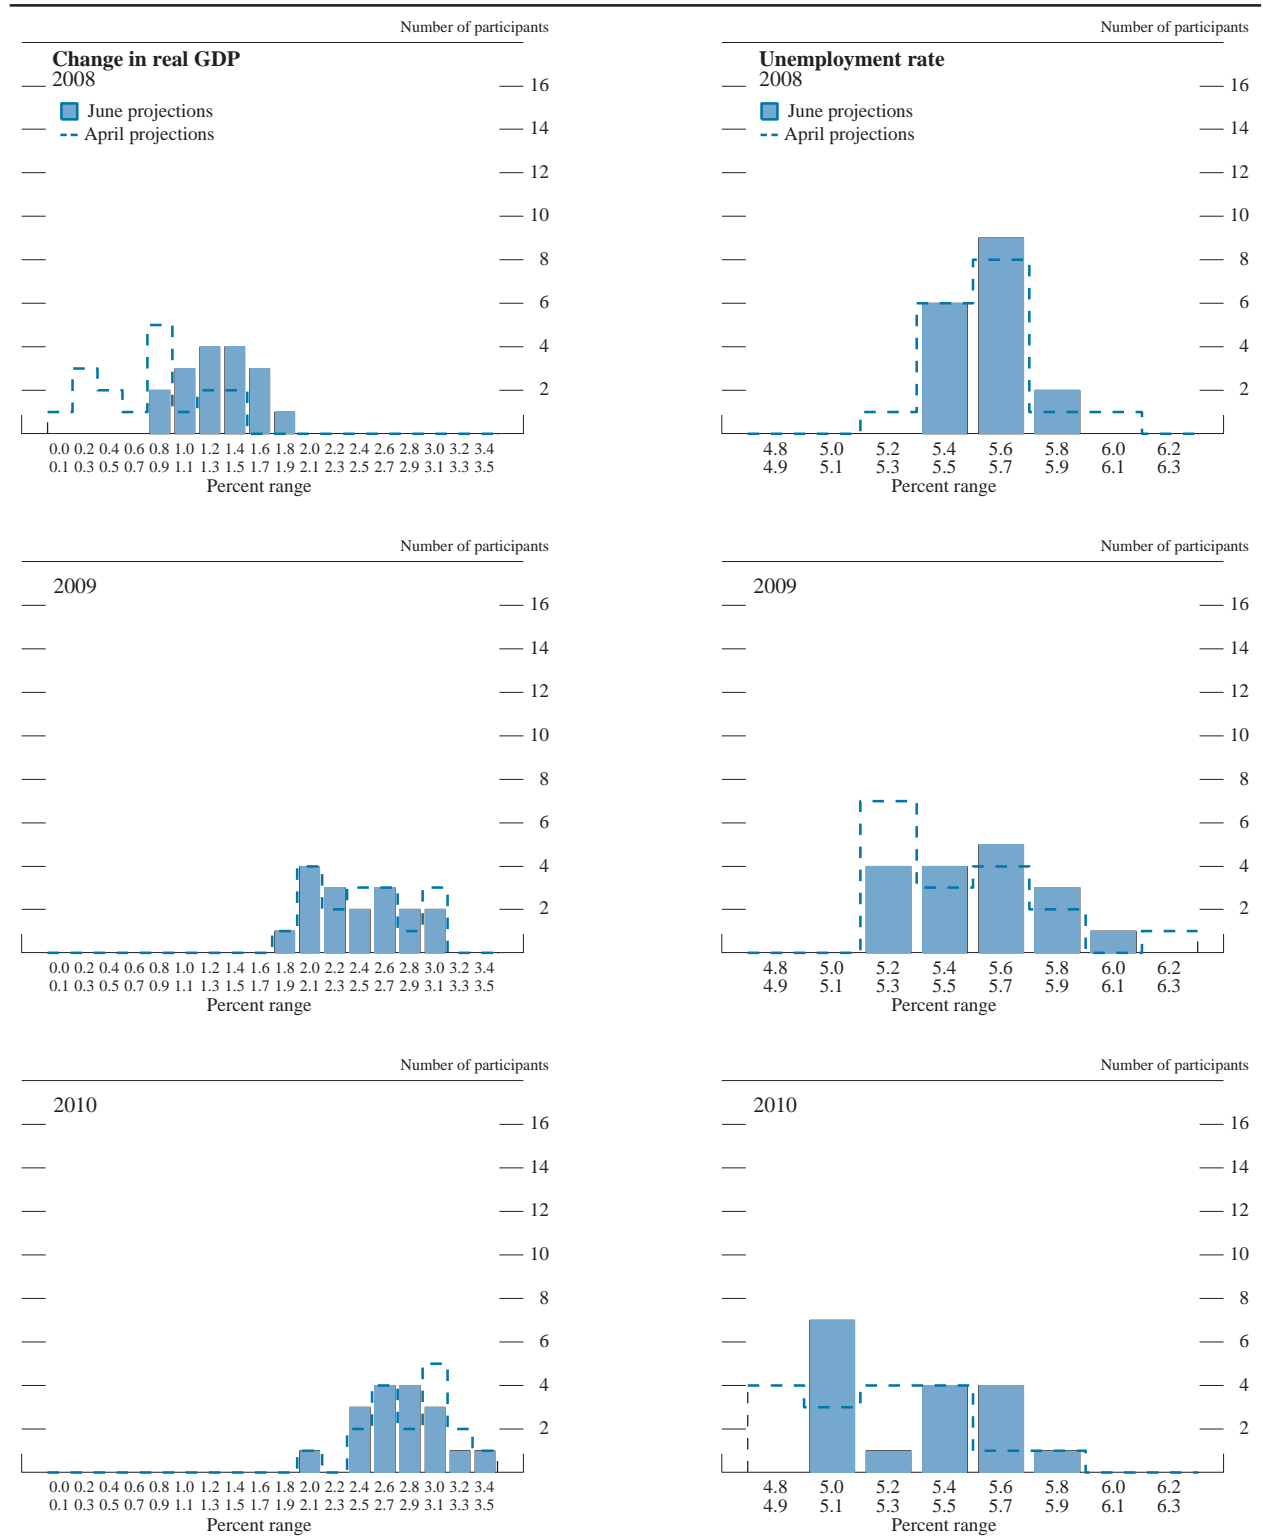 Number of participants
Change in real GDP
2008
June projections
April projections
16
14
12
10
8
6
4
2
0.0 0.2 0.4 0.6 0.8 1.0 1.2 1.4 1.6 1.8 2.0 2.2 2.4 2.6 2.8 3.0 3.2 3.4
0.1 0.3 0.5 0.7 0.9 1.1 1.3 1.5 1.7 1.9 2.1 2.3 2.5 2.7 2.9 3.1 3.3 3.5
Percent range
Number of participants
Unemployment rate
2008
June projections
April projections
16
14
12
10
8
6
4
2
4.8 5.0 5.2 5.4 5.6 5.8 6.0 6.2
4.9 5.1 5.3 5.5 5.7 5.9 6.1 6.3
Percent range
Number of participants
2009
16
14
12
10
8
6
4
2
0.0 0.2 0.4 0.6 0.8 1.0 1.2 1.4 1.6 1.8 2.0 2.2 2.4 2.6 2.8 3.0 3.2 3.4
0.1 0.3 0.5 0.7 0.9 1.1 1.3 1.5 1.7 1.9 2.1 2.3 2.5 2.7 2.9 3.1 3.3 3.5
Percent range
Number of participants
2009
16
14
12
10
8
6
4
2
4.8 5.0 5.2 5.4 5.6 5.8 6.0 6.2
4.9 5.1 5.3 5.5 5.7 5.9 6.1 6.3
Percent range
Number of participants
2010
16
14
12
10
8
6
4
2
0.0 0.2 0.4 0.6 0.8 1.0 1.2 1.4 1.6 1.8 2.0 2.2 2.4 2.6 2.8 3.0 3.2 3.4
0.1 0.3 0.5 0.7 0.9 1.1 1.3 1.5 1.7 1.9 2.1 2.3 2.5 2.7 2.9 3.1 3.3 3.5
Percent range
Number of participants
2010
16
14
12
10
8
6
4
2
4.8 5.0 5.2 5.4 5.6 5.8 6.0 6.2
4.9 5.1 5.3 5.5 5.7 5.9 6.1 6.3
Percent range